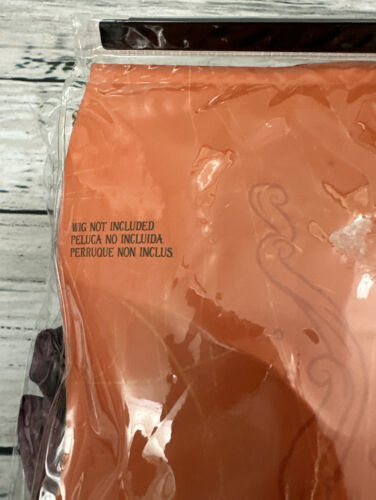 WIG NOT INCLUDED
PELUCA NO INCLUIDA
PERRUQUE NON INCLUS